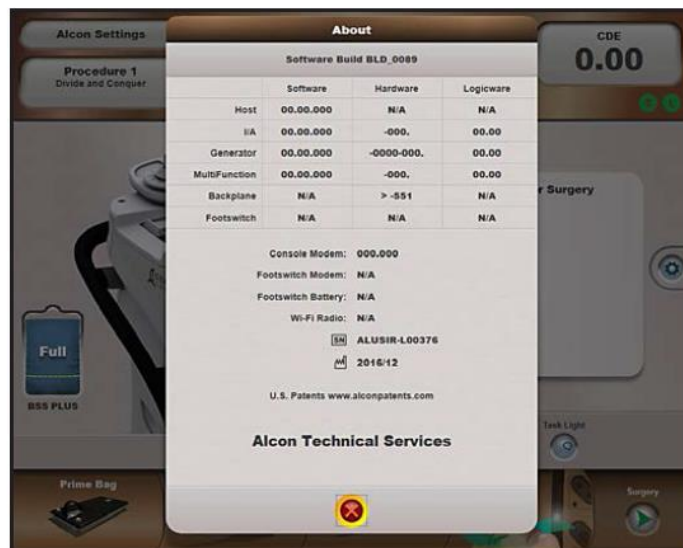 Alcon Settings
Procedure 1
Divide and Conquer
About
Software Build BLD_0089
Software Hardware Logicware
Host 00.00.000 N/A N/A
I/A 00.00.000 -000. 00.00
Generator 00.00.000 -0000-000. 00.00
MultiFunction 00.00.000 -000. 00.00
Backplane N/A > -551 N/A
Footswitch N/A N/A N/A
Console Modem: 000.000
Footswitch Modem: N/A
Footswitch Battery: N/A
Wi-Fi Radio: N/A
SN ALUSIR-L00376
2016/12
U.S. Patents www.alconpatents.com
Alcon Technical Services
CDE
0.00
Surgery
Full
BSS PLUS
Task Light
Prime Bag
Surgery